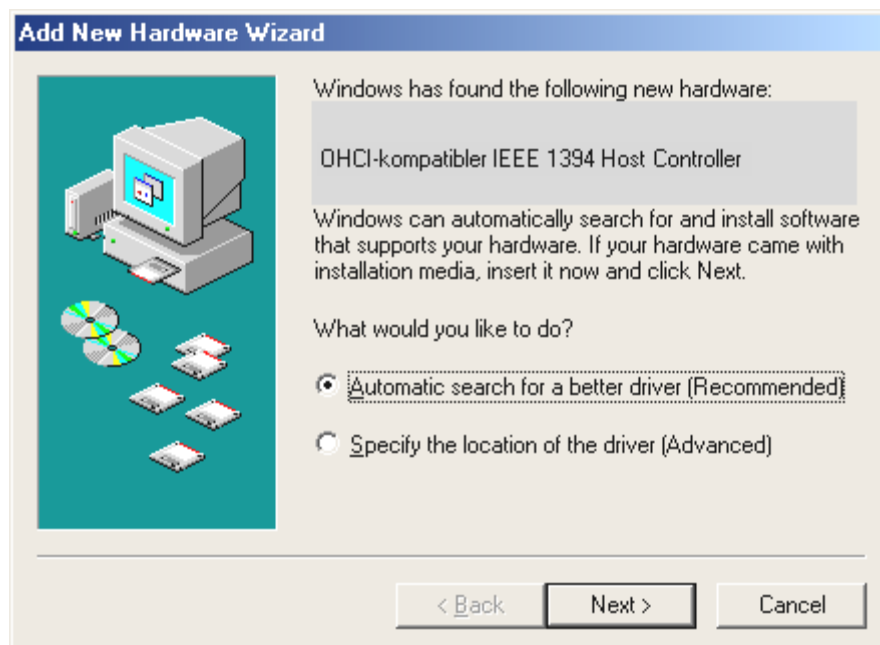 Add New Hardware Wizard
Windows has found the following new hardware:
OHCI-kompatibler IEEE 1394 Host Controller
Windows can automatically search for and install software
that supports your hardware. If your hardware came with
installation media, insert it now and click Next.
What would you like to do?
Automatic search for a better driver (Recommended)
Specify the location of the driver (Advanced)
< Back
Next >
Cancel